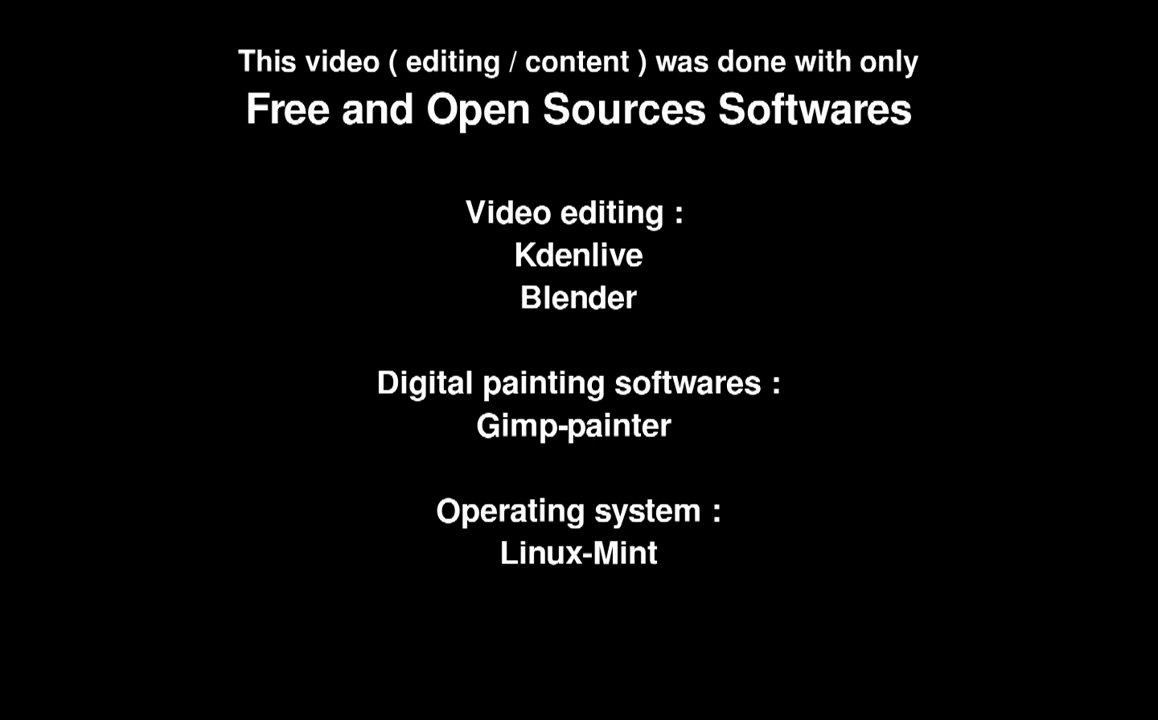 This video ( editing / content ) was done with only
Free and Open Sources Softwares
Video editing :
Kdenlive
Blender
Digital painting softwares :
Gimp-painter
Operating system :
Linux-Mint